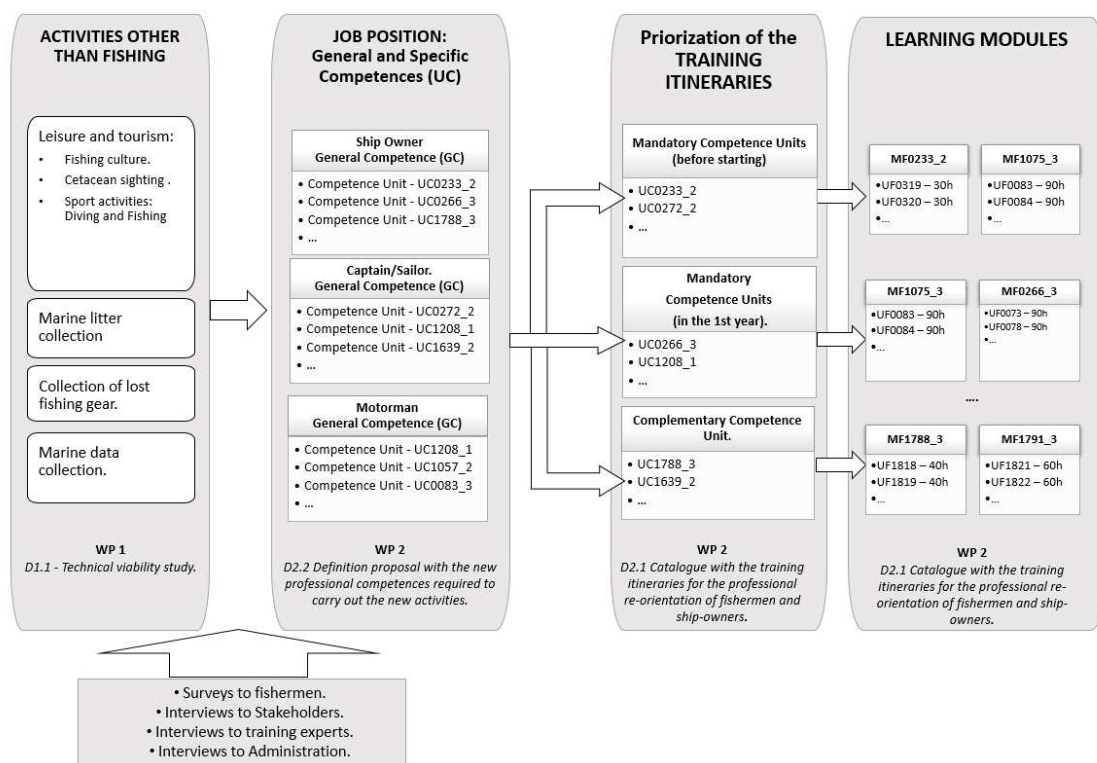 ACTIVITIES OTHER
THAN FISHING
Leisure and tourism:
• Fishing culture.
• Cetacean sighting .
• Sport activities:
Diving and Fishing
Marine litter
collection
Collection of lost
fishing gear.
Marine data
collection.
WP 1
D1.1 - Technical viability study.
JOB POSITION:
General and Specific
Competences (UC)
Ship Owner
General Competence (GC)
• Competence Unit - UC0233_2
• Competence Unit - UC0266_3
• Competence Unit - UC1788_3
• ...
Captain/Sailor.
General Competence (GC)
• Competence Unit - UC0272_2
• Competence Unit - UC1208_1
• Competence Unit - UC1639_2
• ...
Motorman
General Competence (GC)
• Competence Unit - UC1208_1
• Competence Unit - UC1057_2
• Competence Unit - UC0083_3
• ...
WP 2
D2.2 Definition proposal with the new
professional competences required to
carry out the new activities.
Priorization of the
TRAINING
ITINERARIES
Mandatory Competence Units
(before starting)
• UC0233_2
• UC0272_2
• ...
Mandatory
Competence Units
(in the 1st year).
• UC0266_3
• UC1208_1
• ...
Complementary Competence
Unit.
• UC1788_3
• UC1639_2
• ...
WP 2
D2.1 Catalogue with the training
itineraries for the professional
re-orientation of fishermen and
ship-owners.
LEARNING MODULES
MF0233_2
•UF0319 – 30h
•UF0320 – 30h
•...
MF1075_3
•UF0083 – 90h
•UF0084 – 90h
•...
MF1075_3
•UF0083 – 90h
•UF0084 – 90h
•...
MF0266_3
•UF0073 – 90h
•UF0078 – 90h
•...
....
MF1788_3
•UF1818 – 40h
•UF1819 – 40h
•...
MF1791_3
•UF1821 – 60h
•UF1822 – 60h
•...
WP 2
D2.1 Catalogue with the training
itineraries for the professional re-
orientation of fishermen and ship-
owners.
• Surveys to fishermen.
• Interviews to Stakeholders.
• Interviews to training experts.
• Interviews to Administration.